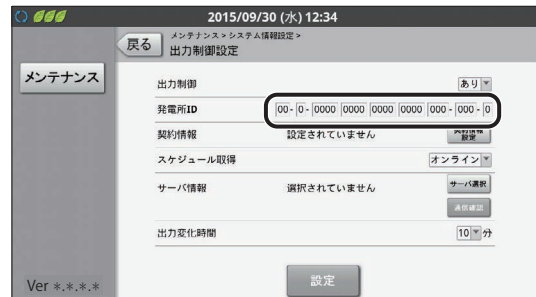 2015/09/30 (水) 12:34
戻る
メンテナンス > システム情報設定 >
出力制御設定
メンテナンス
出力制御 あり
発電所ID 00 - 0 - 0000 0000 0000 0000 000 - 000 - 0
契約情報 設定されていません 契約情報
設定
スケジュール取得 オンライン
サーバ情報 選択されていません サーバ選択
通信確認
出力変化時間 10 分
設定
Ver *.*.*.*